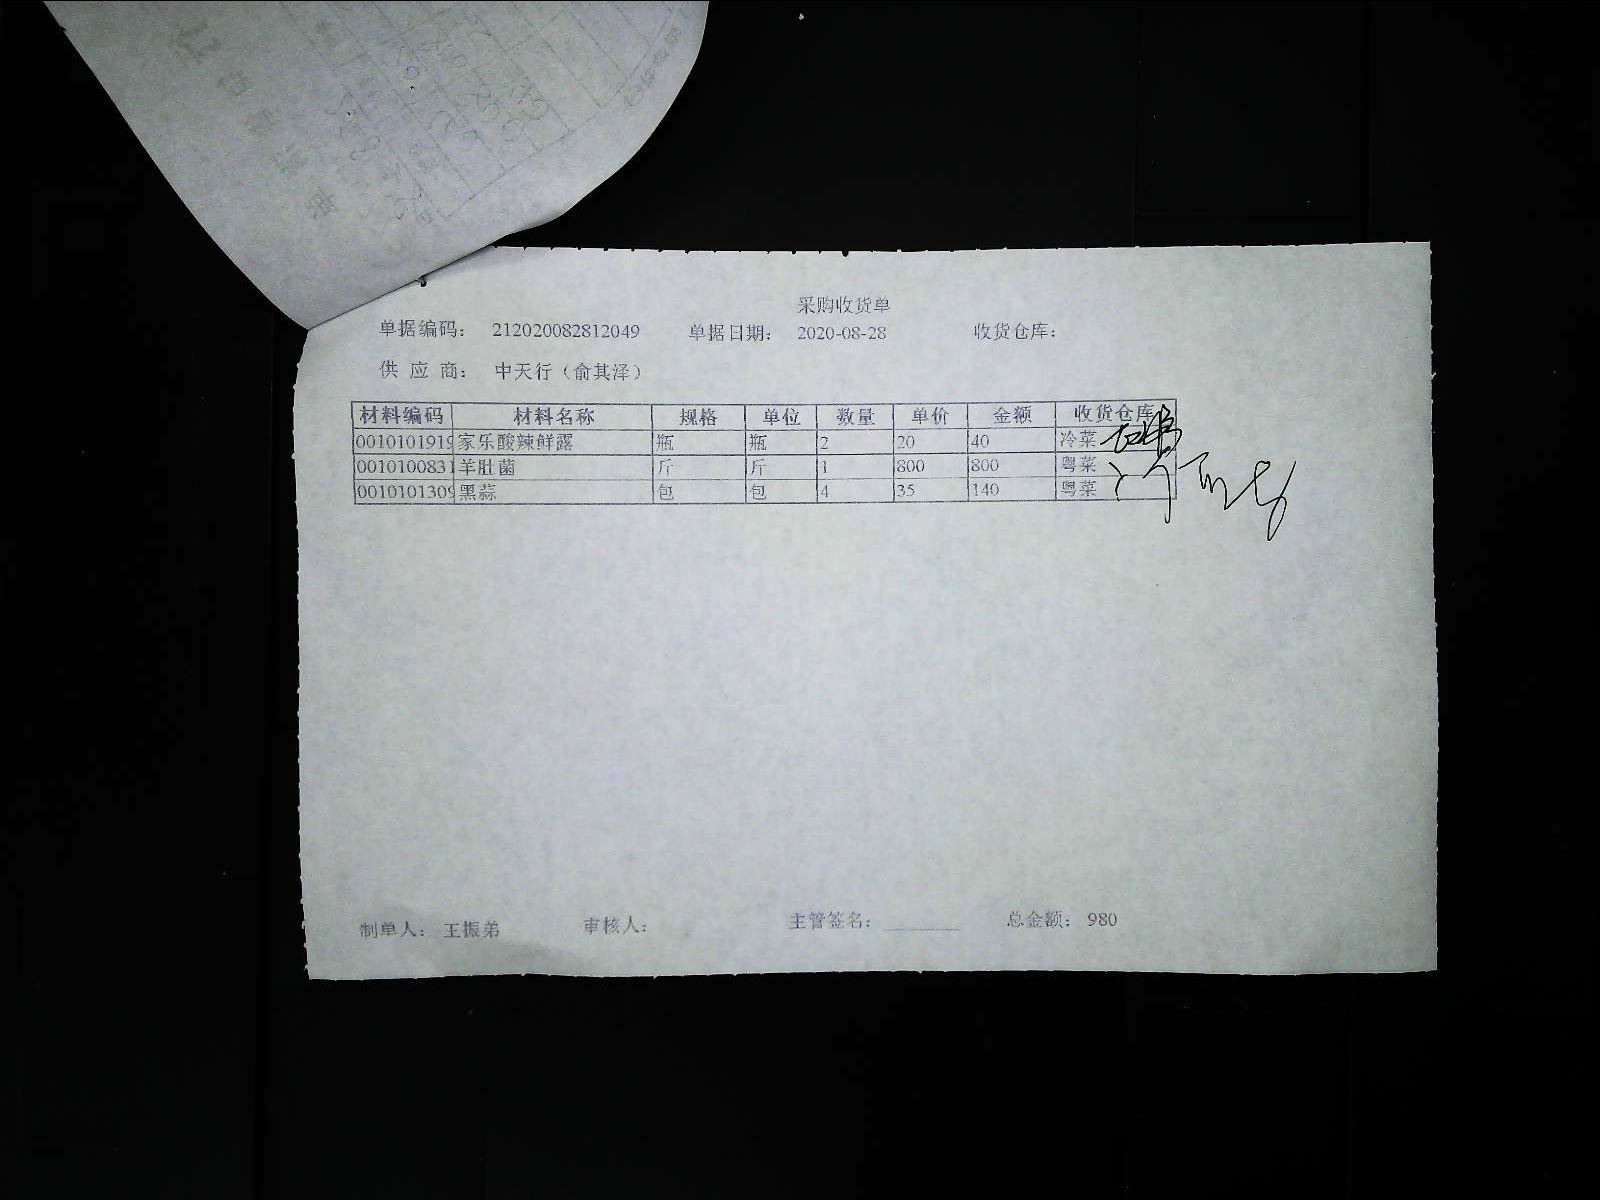 采购收货单
单据编码： 212020082812049 单据日期： 2020-08-28 收货仓库：
供 应 商： 中天行（俞其泽）
材料编码 材料名称 规格 单位 数量 单价 金额 收货仓库
0010101919 家乐酸辣鲜露 瓶 瓶 2 20 40 冷菜
0010100831 羊肚菌 斤 斤 1 800 800 粤菜
0010101309 黑蒜 包 包 4 35 140 粤菜
制单人： 王振弟 审核人： 主管签名： 总金额： 980